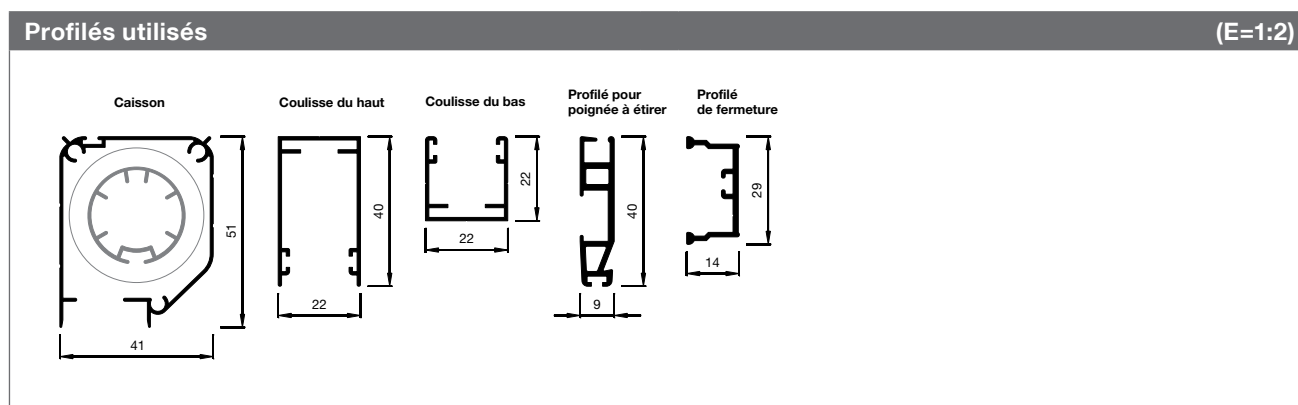 Profilés utilisés (E=1:2)
Caisson
Coulisse du haut
Coulisse du bas
Profilé pour
poignée à étirer
Profilé
de fermeture
51
41
40
22
22
22
40
9
29
14